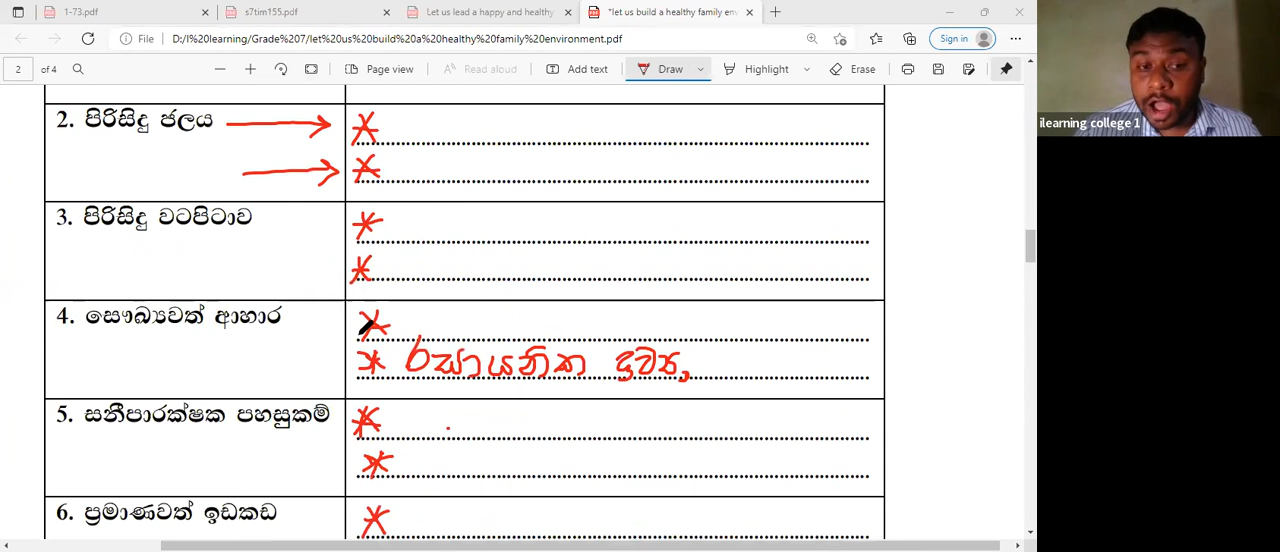 1-73.pdf
s7tim155.pdf
Let us lead a happy and healthy
*let us build a healthy family env
File
D:/I%20learning/Grade%207/let%20us%20build%20a%20healthy%20family%20environment.pdf
Sign in
2 of 4
Page view
Read aloud
Add text
Draw
Highlight
Erase
ilearning college 1
2. පිරිසිදු ජලය
3. පිරිසිදු වටපිටාව
4. සෞඛ්‍යවත් ආහාර
රසායනික ද්‍රව්‍ය,
5. සනීපාරක්ෂක පහසුකම්
6. ප්‍රමාණවත් ඉඩකඩ